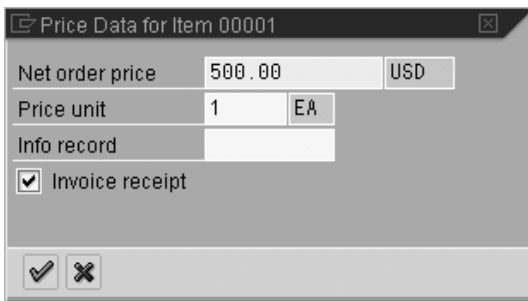 Price Data for Item 00001
Net order price 500.00 USD
Price unit 1 EA
Info record
Invoice receipt